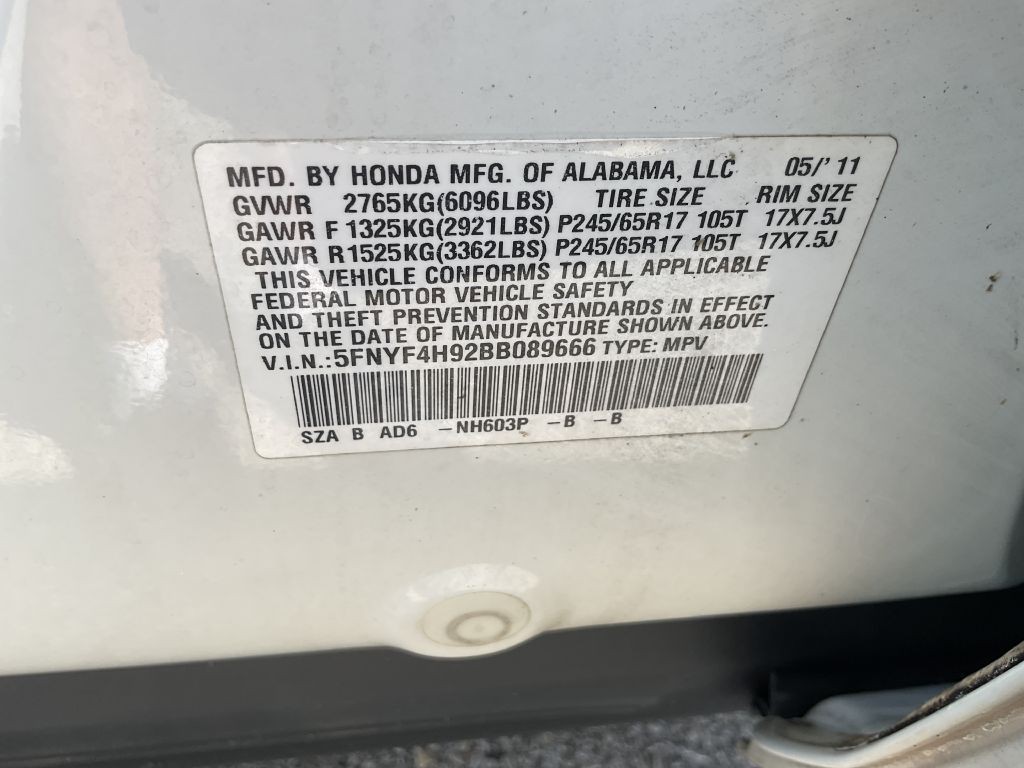 MFD. BY HONDA MFG. OF ALABAMA, LLC 05/'11
GVWR 2765KG(6096LBS) TIRE SIZE RIM SIZE
GAWR F 1325KG(2921LBS) P245/65R17 105T 17X7.5J
GAWR R 1525KG(3362LBS) P245/65R17 105T 17X7.5J
THIS VEHICLE CONFORMS TO ALL APPLICABLE
FEDERAL MOTOR VEHICLE SAFETY
AND THEFT PREVENTION STANDARDS IN EFFECT
ON THE DATE OF MANUFACTURE SHOWN ABOVE.
V.I.N.:5FNYF4H92BB089666 TYPE: MPV
SZA B AD6 -NH603P -B -B